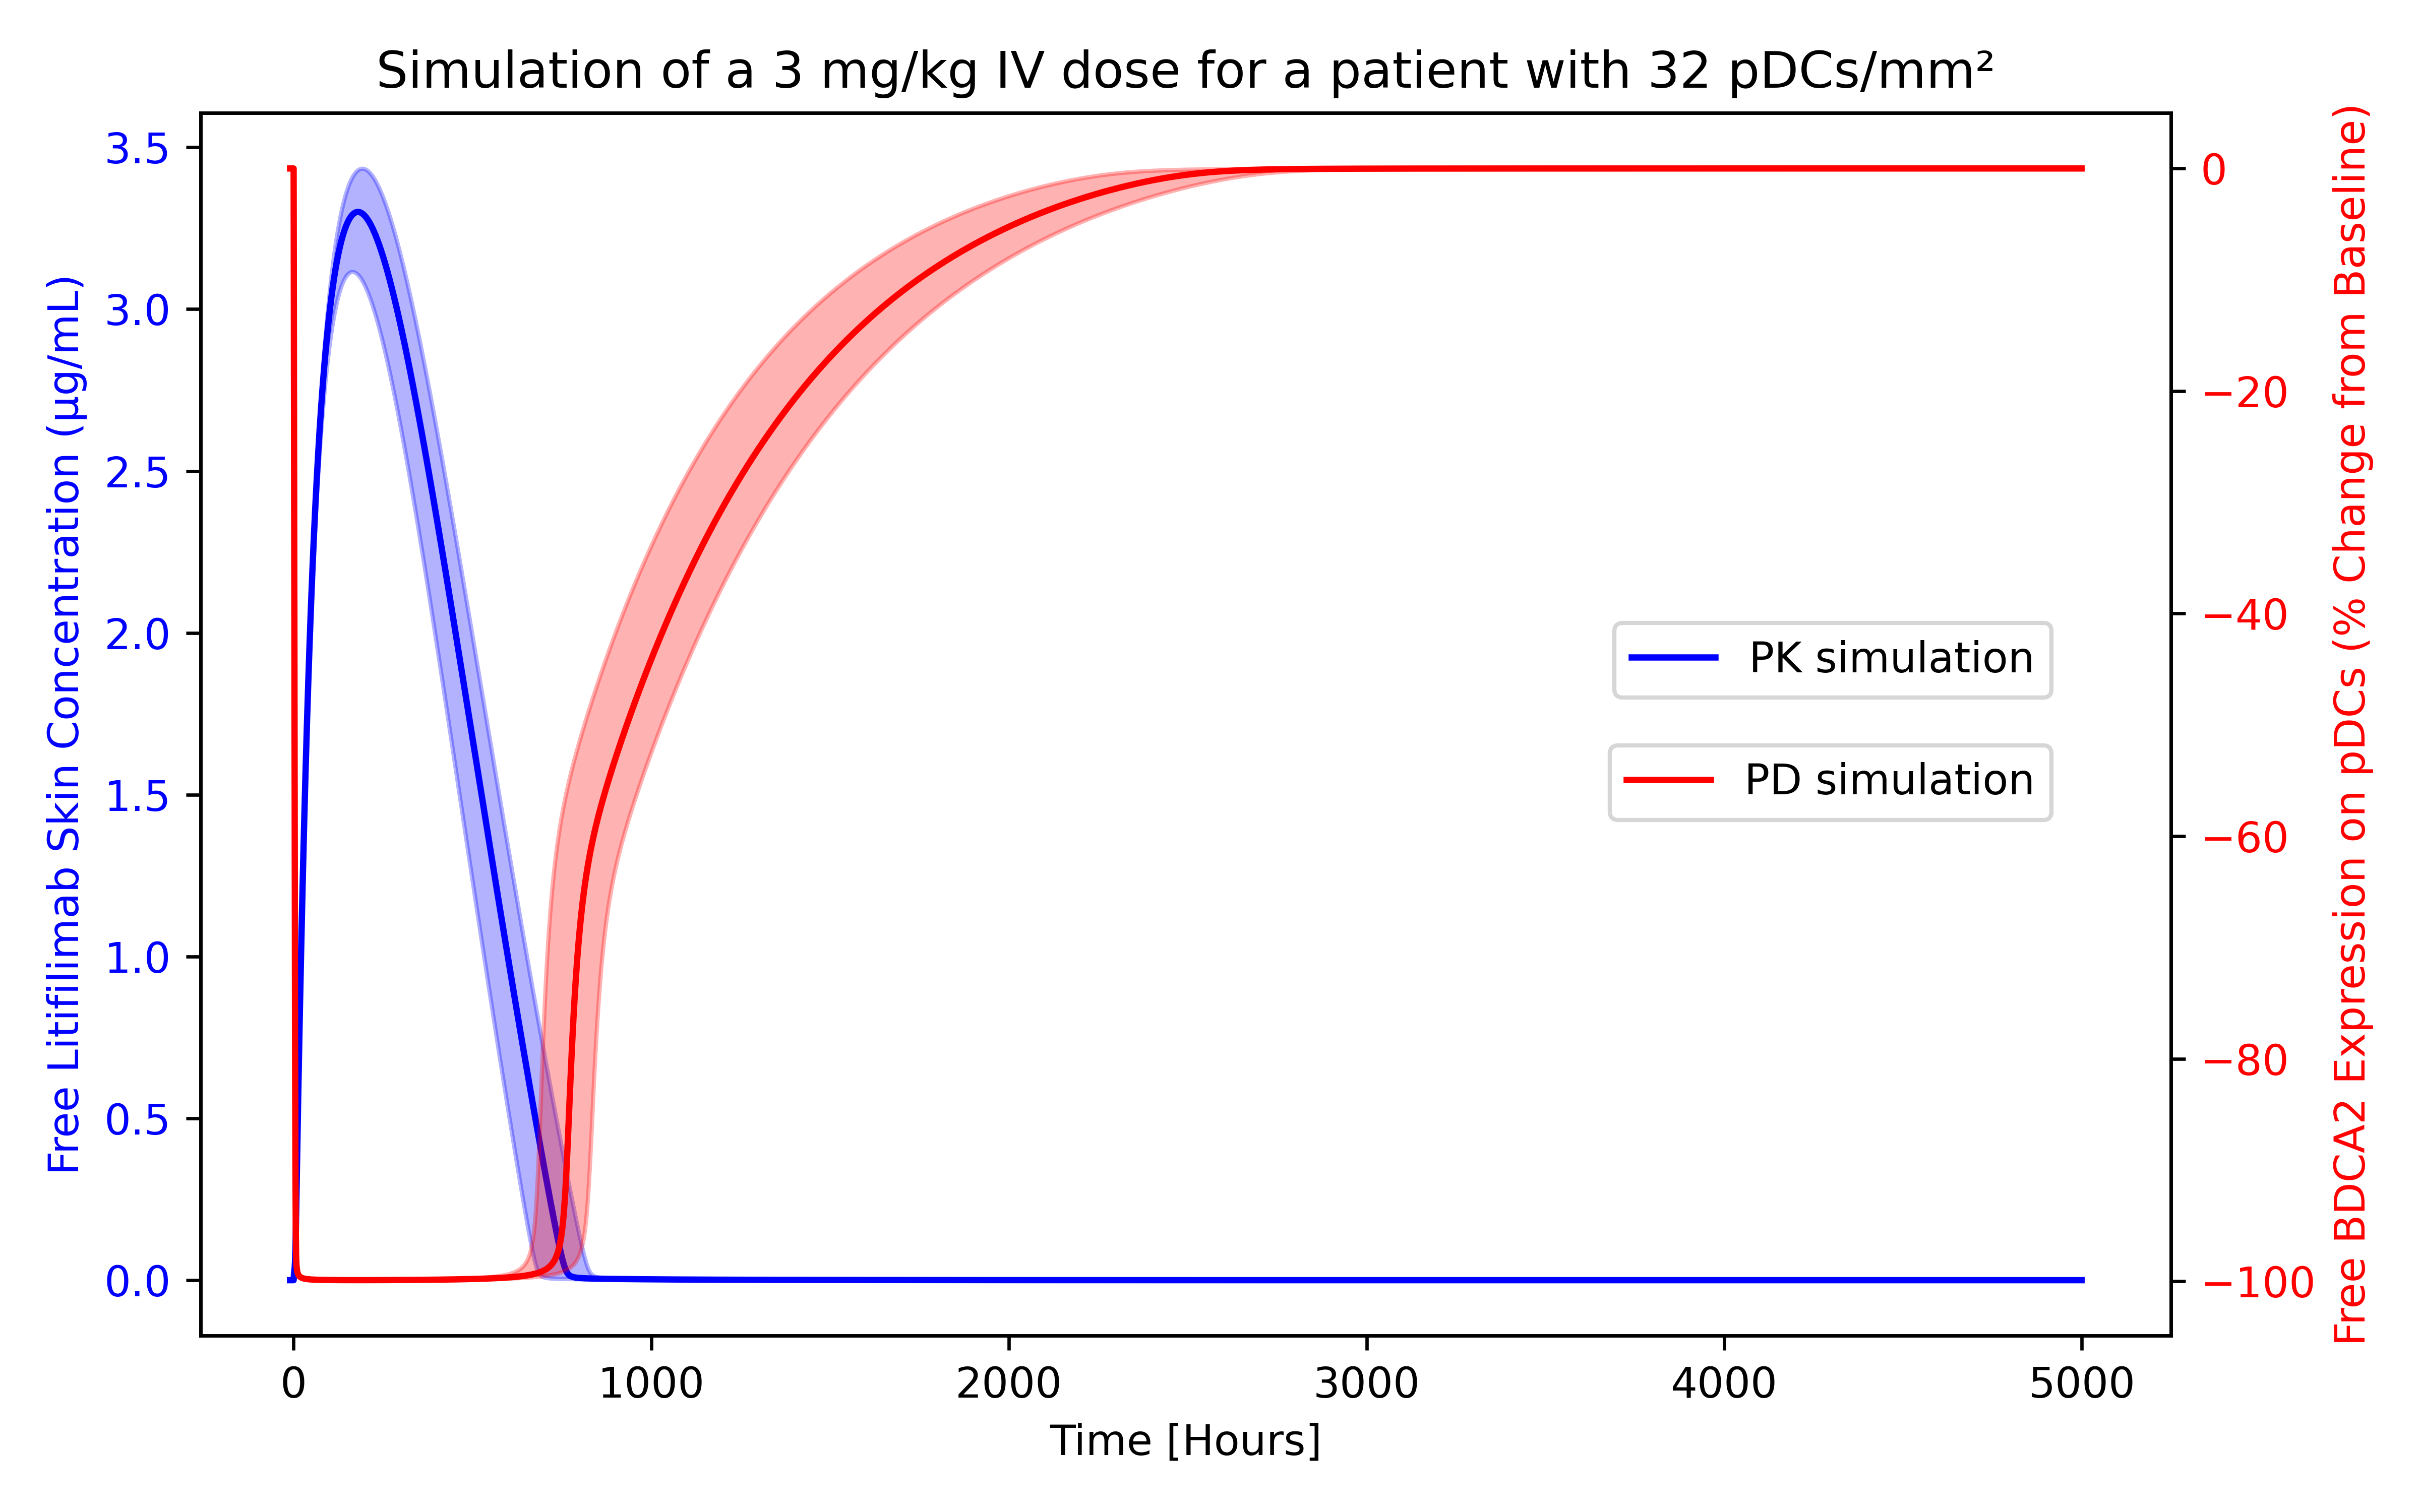 Simulation of a 3 mg/kg IV dose for a patient with 32 pDCs/mm²
Free Litifilimab Skin Concentration (µg/mL)
3.5
3.0
2.5
2.0
1.5
1.0
0.5
0.0
PK simulation
PD simulation
0
−20
−40
−60
−80
−100
Free BDCA2 Expression on pDCs (% Change from Baseline)
0 1000 2000 3000 4000 5000
Time [Hours]